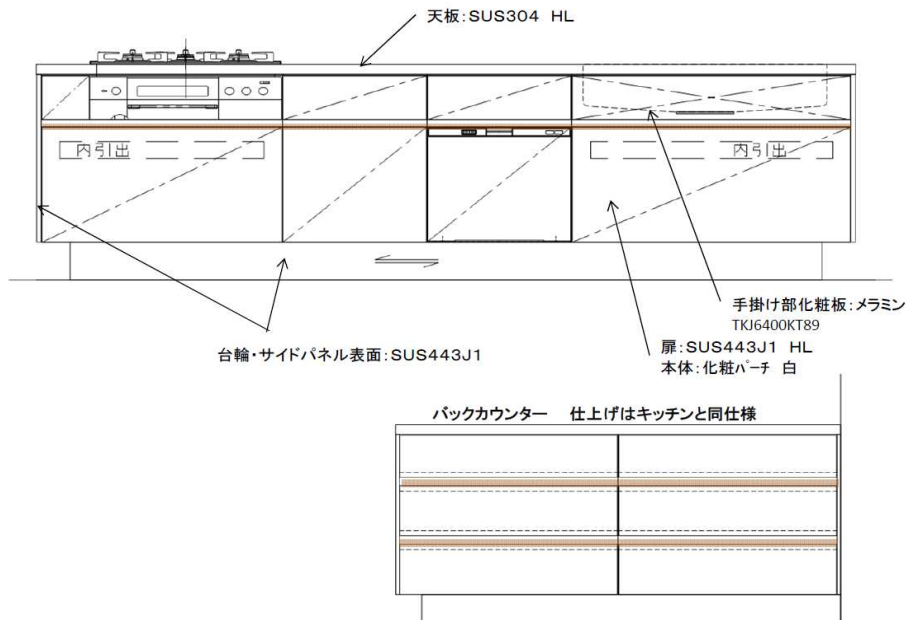 天板:SUS304 HL
内引出
内引出
手掛け部化粧板:メラミン
TKJ6400KT89
台輪・サイドパネル表面:SUS443J1
扉:SUS443J1 HL
本体:化粧パーチ 白
バックカウンター 仕上げはキッチンと同仕様